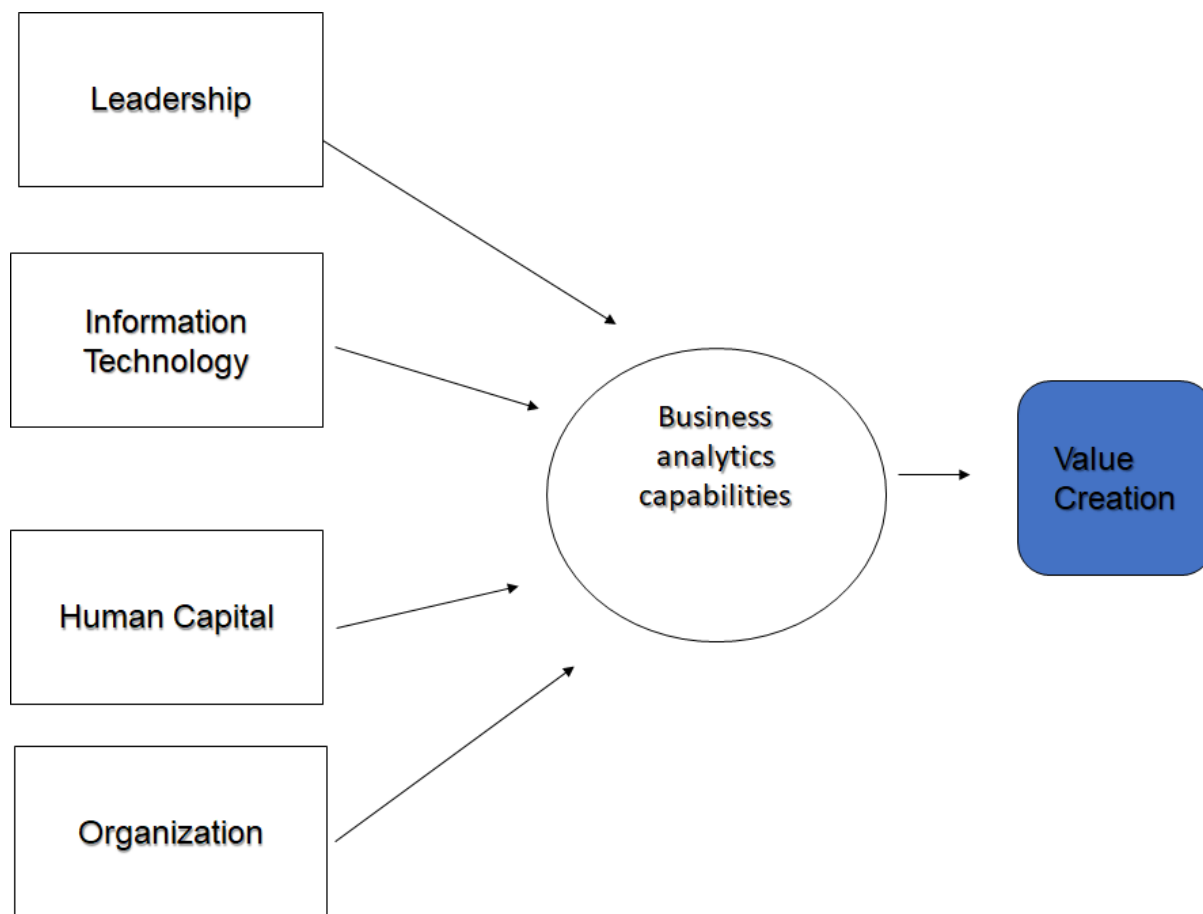 Leadership
Information
Technology
Business
analytics
capabilities
Value
Creation
Human Capital
Organization